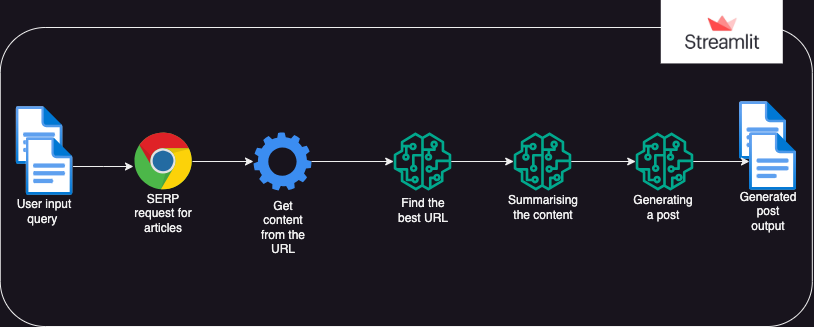 Streamlit
User input
query
SERP
request for
articles
Get
content
from the
URL
Find the
best URL
Summarising
the content
Generating
a post
Generated
post
output